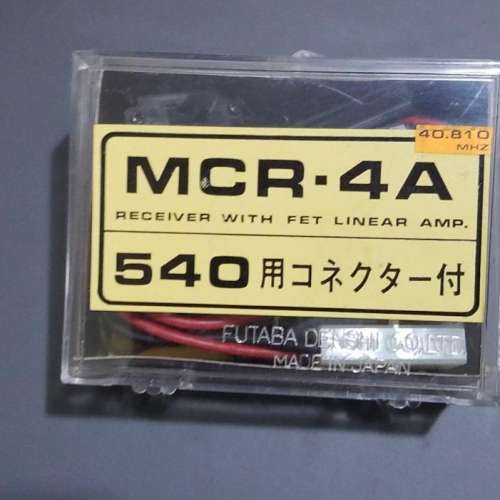 40.810
MHZ
MCR·4A
RECEIVER WITH FET LINEAR AMP.
540用コネクター付
FUTABA DENSHI CO.LTD
MADE IN JAPAN